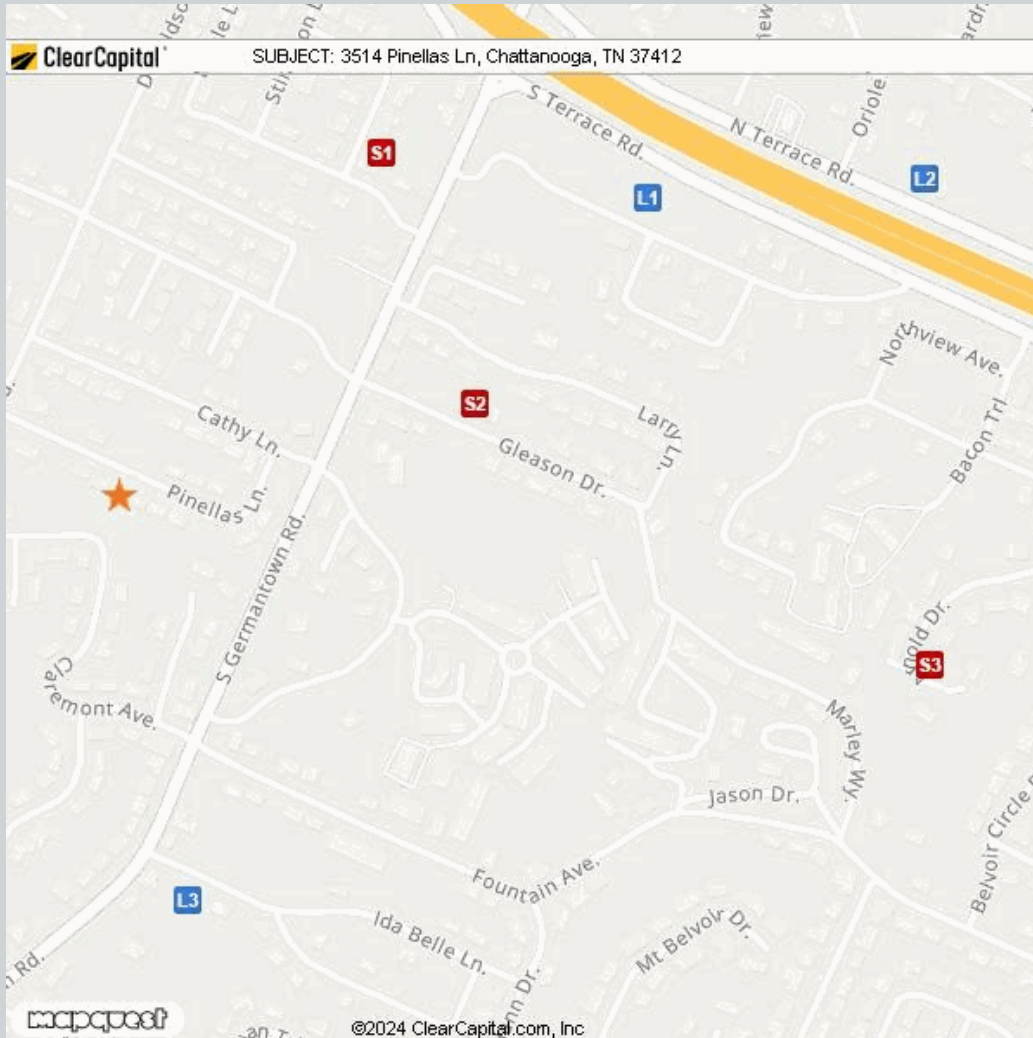 ClearCapital
SUBJECT: 3514 Pinellas Ln, Chattanooga, TN 37412
S Terrace Rd.
N Terrace Rd.
Oriole
S1
L1
L2
Northview Ave.
Bacon Trl
S2
Larry Ln.
Gleason Dr.
Cathy Ln.
Pinellas Ln.
S Germantown Rd.
Claremont Ave.
S3
Marley Wy.
Jason Dr.
Belvoir Circle
Fountain Ave.
L3
Ida Belle Ln.
Mt Belvoir Dr.
Rd.
Dr.
mapquest
©2024 ClearCapital.com, Inc